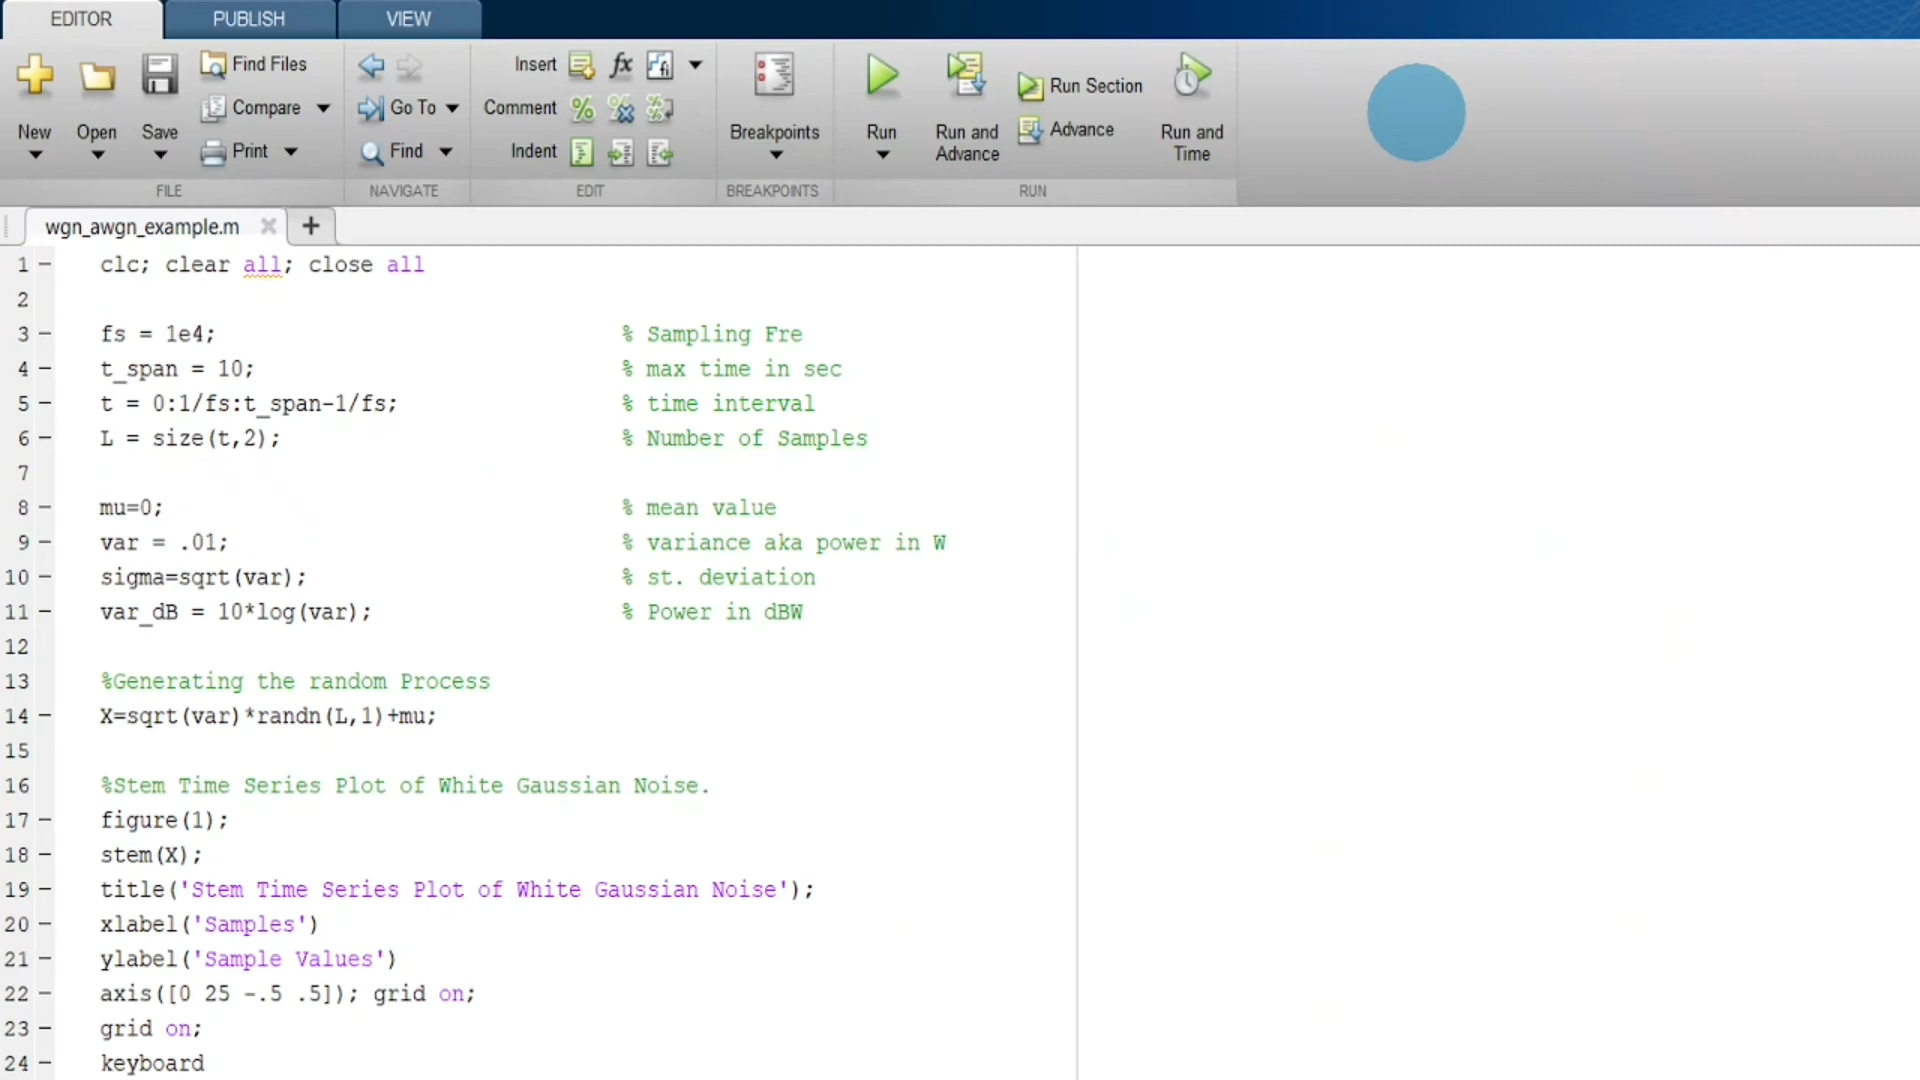 EDITOR PUBLISH VIEW
New Open Save Find Files Compare Print
FILE
Go To Find
NAVIGATE
Insert fx fi
Comment % % %
Indent
EDIT
Breakpoints
BREAKPOINTS
Run Run and Advance Run Section Advance Run and Time
RUN
wgn_awgn_example.m × +
1 – clc; clear all; close all
2
3 – fs = 1e4; % Sampling Fre
4 – t_span = 10; % max time in sec
5 – t = 0:1/fs:t_span-1/fs; % time interval
6 – L = size(t,2); % Number of Samples
7
8 – mu=0; % mean value
9 – var = .01; % variance aka power in W
10 – sigma=sqrt(var); % st. deviation
11 – var_dB = 10*log(var); % Power in dBW
12
13 %Generating the random Process
14 – X=sqrt(var)*randn(L,1)+mu;
15
16 %Stem Time Series Plot of White Gaussian Noise.
17 – figure(1);
18 – stem(X);
19 – title('Stem Time Series Plot of White Gaussian Noise');
20 – xlabel('Samples')
21 – ylabel('Sample Values')
22 – axis([0 25 -.5 .5]); grid on;
23 – grid on;
24 – keyboard